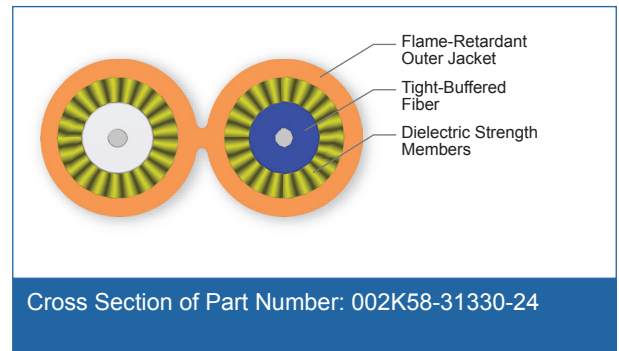 Flame-Retardant
Outer Jacket
Tight-Buffered
Fiber
Dielectric Strength
Members
Cross Section of Part Number: 002K58-31330-24